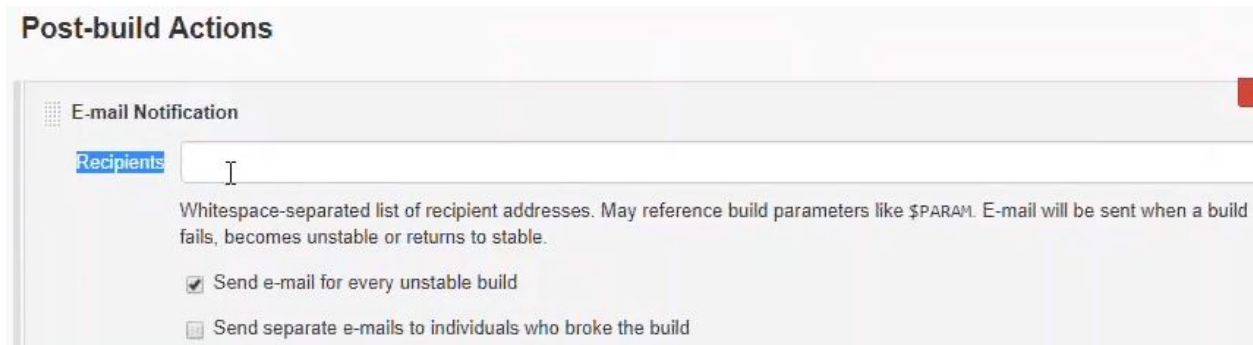 Post-build Actions
E-mail Notification
Recipients
Whitespace-separated list of recipient addresses. May reference build parameters like $PARAM. E-mail will be sent when a build
fails, becomes unstable or returns to stable.
Send e-mail for every unstable build
Send separate e-mails to individuals who broke the build